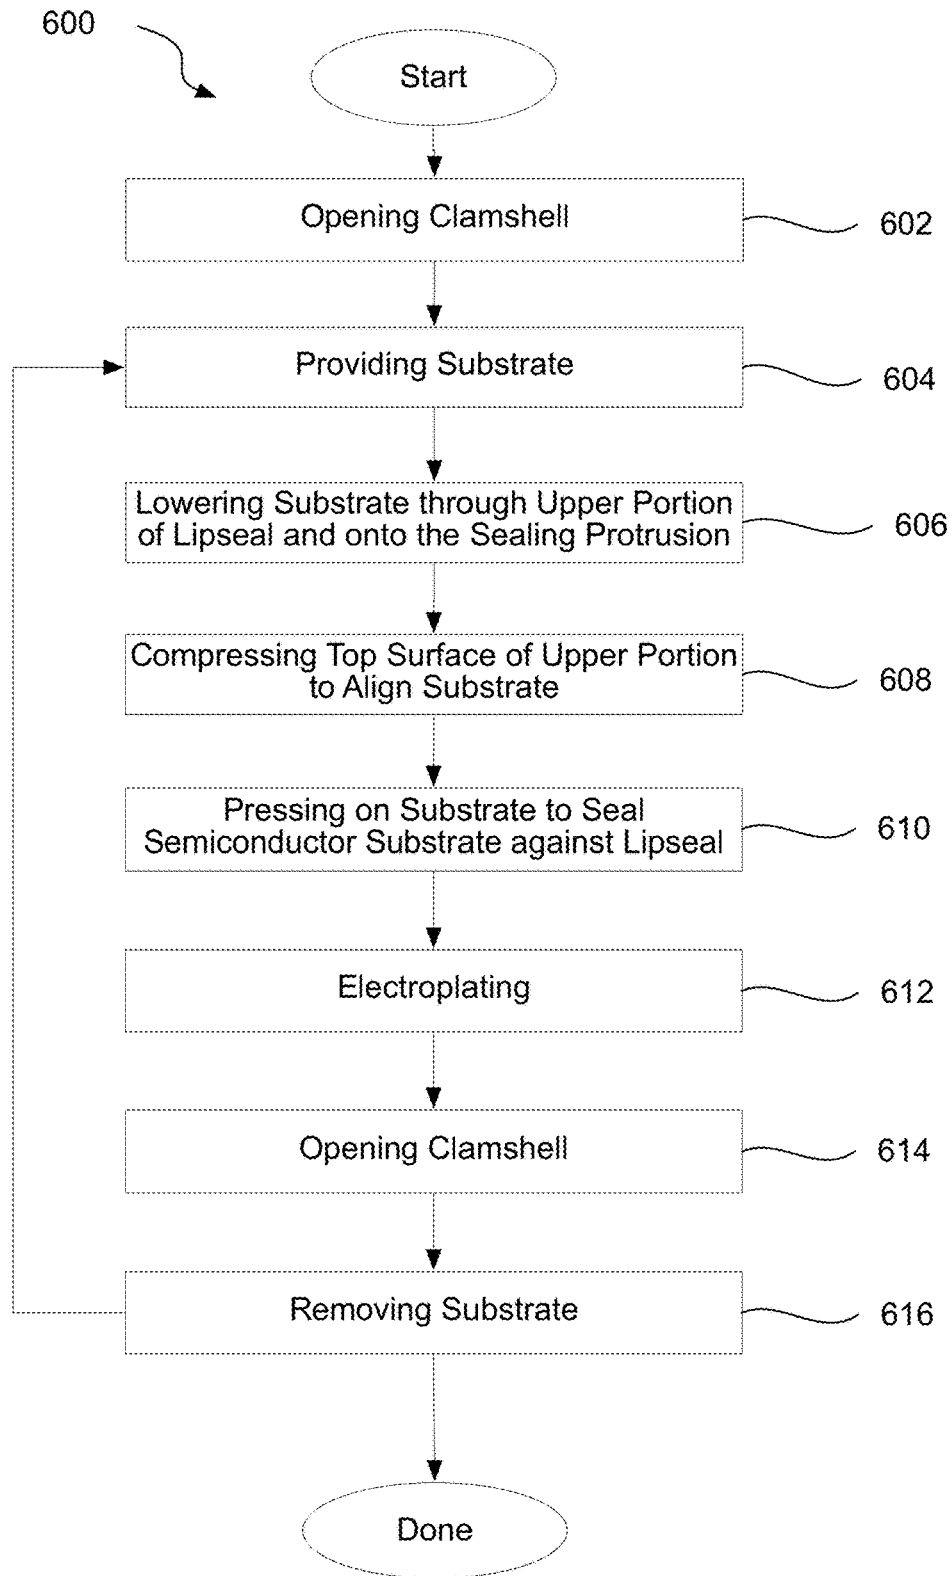 600
Start
Opening Clamshell
602
Providing Substrate
604
Lowering Substrate through Upper Portion
of Lipseal and onto the Sealing Protrusion
606
Compressing Top Surface of Upper Portion
to Align Substrate
608
Pressing on Substrate to Seal
Semiconductor Substrate against Lipseal
610
Electroplating
612
Opening Clamshell
614
Removing Substrate
616
Done